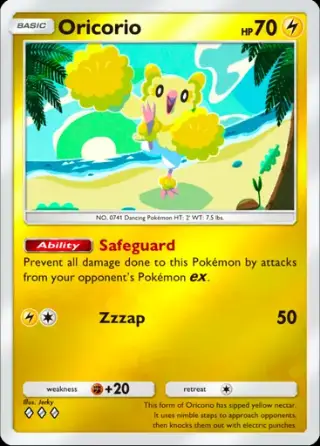 BASIC Oricorio HP 70
NO. 0741 Dancing Pokémon HT: 2' WT: 7.5 lbs.
Ability Safeguard
Prevent all damage done to this Pokémon by attacks
from your opponent's Pokémon ex.
Zzzap 50
weakness +20 retreat
Illus. Jerky
This form of Oricorio has sipped yellow nectar.
It uses nimble steps to approach opponents,
then knocks them out with electric punches